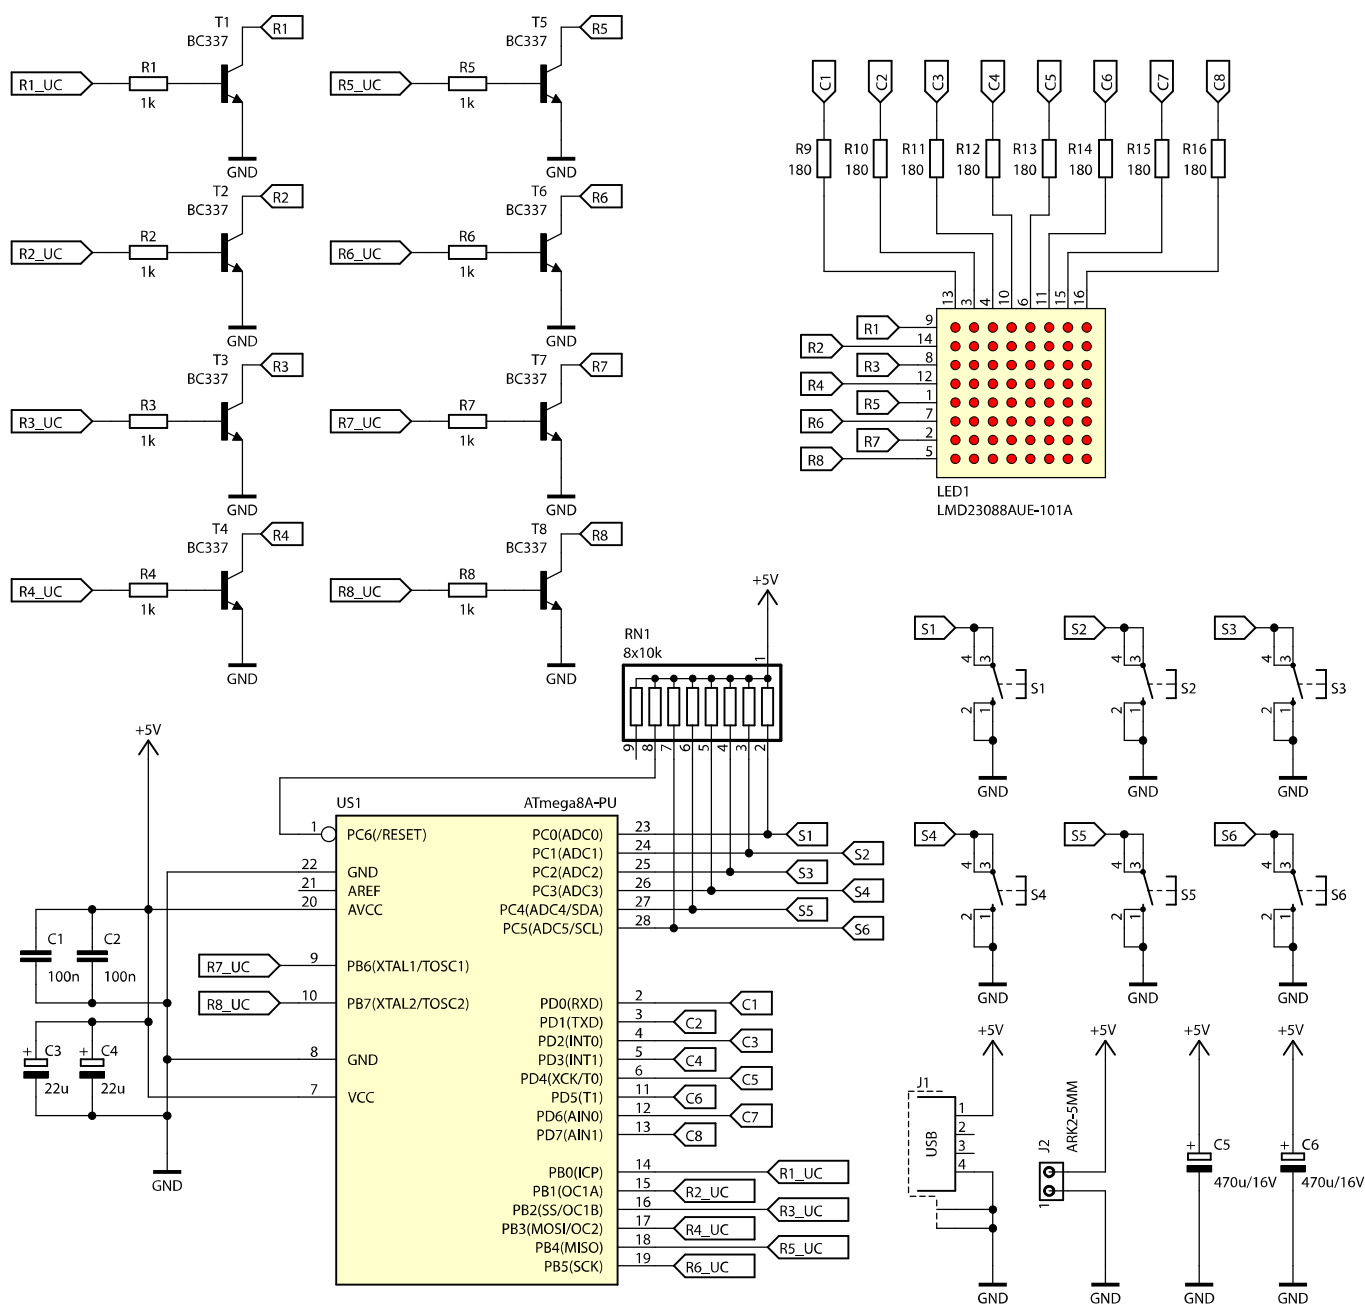 T1
BC337
R1
R1_UC
R1
1k
GND
T5
BC337
R5
R5_UC
R5
1k
GND
T2
BC337
R2
R2_UC
R2
1k
GND
T6
BC337
R6
R6_UC
R6
1k
GND
T3
BC337
R3
R3_UC
R3
1k
GND
T7
BC337
R7
R7_UC
R7
1k
GND
T4
BC337
R4
R4_UC
R4
1k
GND
T8
BC337
R8
R8_UC
R8
1k
GND
C1 C2 C3 C4 C5 C6 C7 C8
R9 R10 R11 R12 R13 R14 R15 R16
180 180 180 180 180 180 180 180
13 3 4 10 6 11 15 16
R1 9
R2 14
R3 8
R4 12
R5 1
R6 7
R7 2
R8 5
LED1
LMD23088AUE-101A
+5V
RN1
8x10k
1
9 8 7 6 5 4 3 2
S1
4 3
2 1
S1
GND
S2
4 3
2 1
S2
GND
S3
4 3
2 1
S3
GND
S4
4 3
2 1
S4
GND
S5
4 3
2 1
S5
GND
S6
4 3
2 1
S6
GND
+5V
C1
100n
C2
100n
+ C3
22u
+ C4
22u
GND
US1 ATmega8A-PU
1 PC6(/RESET)
22 GND
21 AREF
20 AVCC
R7_UC 9 PB6(XTAL1/TOSC1)
R8_UC 10 PB7(XTAL2/TOSC2)
8 GND
7 VCC
PC0(ADC0) 23 S1
PC1(ADC1) 24 S2
PC2(ADC2) 25 S3
PC3(ADC3) 26 S4
PC4(ADC4/SDA) 27 S5
PC5(ADC5/SCL) 28 S6
PD0(RXD) 2 C1
PD1(TXD) 3 C2
PD2(INT0) 4 C3
PD3(INT1) 5 C4
PD4(XCK/T0) 6 C5
PD5(T1) 11 C6
PD6(AIN0) 12 C7
PD7(AIN1) 13 C8
PB0(ICP) 14 R1_UC
PB1(OC1A) 15 R2_UC
PB2(SS/OC1B) 16 R3_UC
PB3(MOSI/OC2) 17 R4_UC
PB4(MISO) 18 R5_UC
PB5(SCK) 19 R6_UC
+5V
J1
USB
1
2
3
4
GND
+5V
J2
ARK2-5MM
1
GND
+5V
+ C5
470u/16V
GND
+5V
+ C6
470u/16V
GND